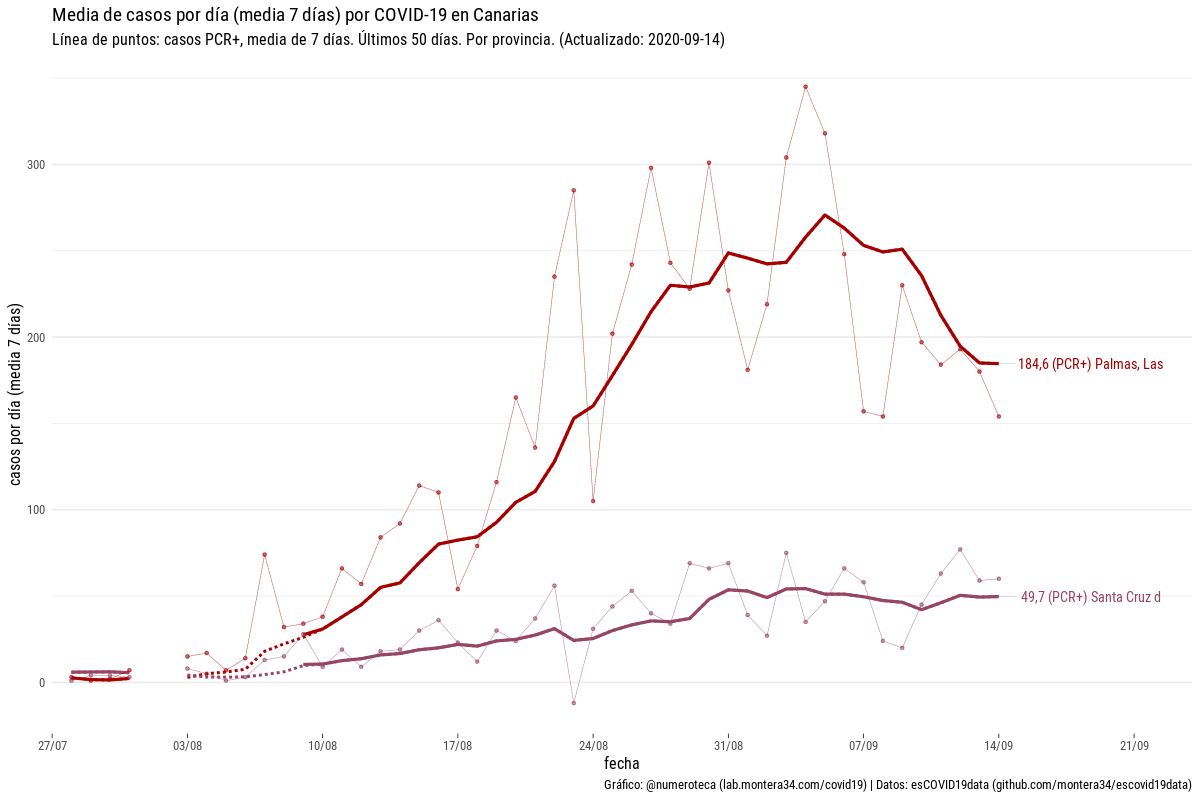 Media de casos por día (media 7 días) por COVID-19 en Canarias
Línea de puntos: casos PCR+, media de 7 días. Últimos 50 días. Por provincia. (Actualizado: 2020-09-14)
casos por día (media 7 días)
300
200
100
0
184,6 (PCR+) Palmas, Las
49,7 (PCR+) Santa Cruz d
27/07 03/08 10/08 17/08 24/08 31/08 07/09 14/09 21/09
fecha
Gráfico: @numeroteca (lab.montera34.com/covid19) | Datos: esCOVID19data (github.com/montera34/escovid19data)